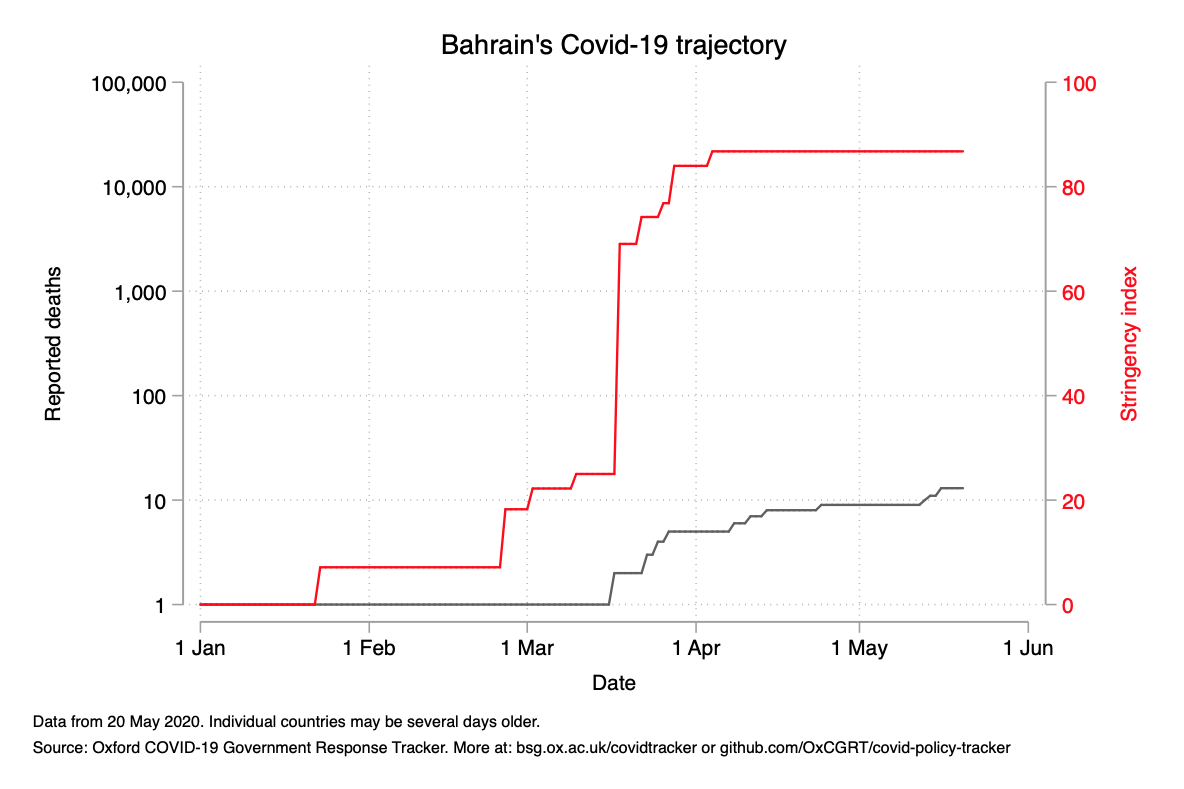 Bahrain's Covid-19 trajectory
100,000
10,000
1,000
100
10
1
Reported deaths
100
80
60
40
20
0
Stringency index
1 Jan
1 Feb
1 Mar
1 Apr
1 May
1 Jun
Date
Data from 20 May 2020. Individual countries may be several days older.
Source: Oxford COVID-19 Government Response Tracker. More at: bsg.ox.ac.uk/covidtracker or github.com/OxCGRT/covid-policy-tracker